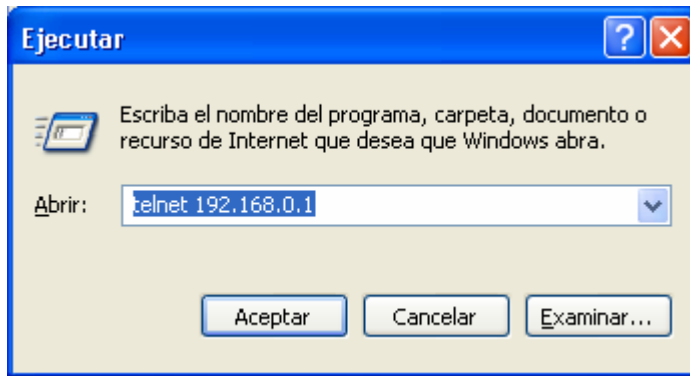 Ejecutar
Escriba el nombre del programa, carpeta, documento o
recurso de Internet que desea que Windows abra.
Abrir: telnet 192.168.0.1
Aceptar Cancelar Examinar...